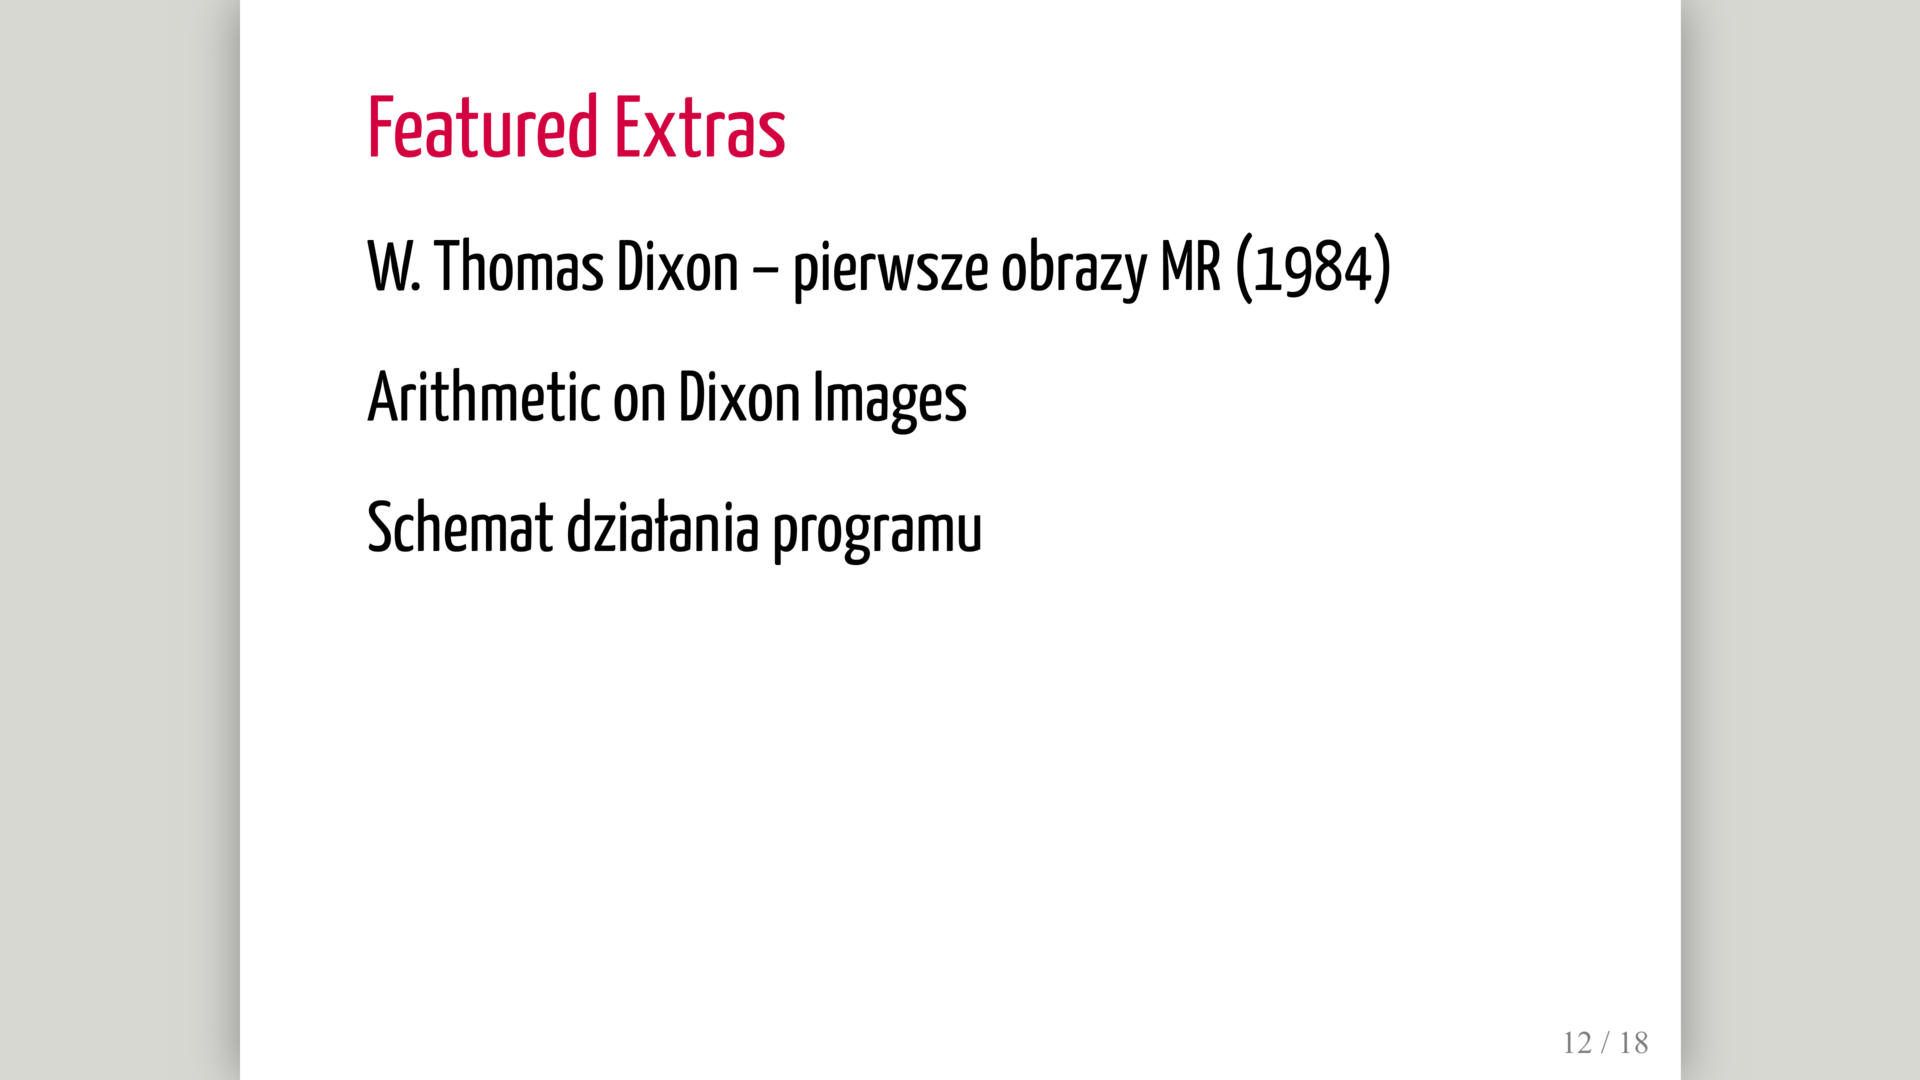 Featured Extras
W. Thomas Dixon – pierwsze obrazy MR (1984)
Arithmetic on Dixon Images
Schemat działania programu
12 / 18